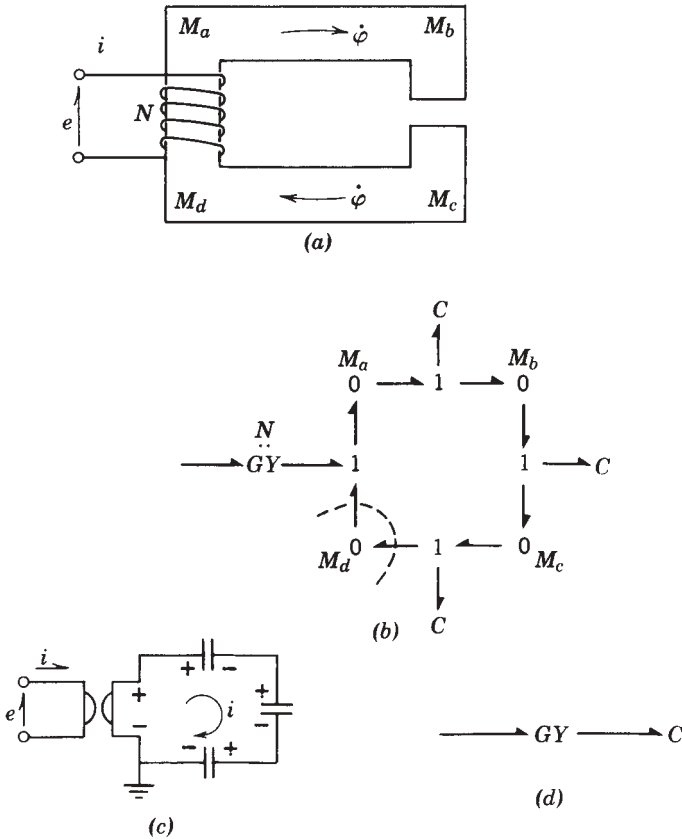 M_a φ̇ M_b
i
e N
M_d φ̇ M_c
(a)
C
M_a M_b
0 1 0
N
..
GY 1 1 C
M_d 0 1 0 M_c
C
(b)
i
+ - +
e + - i -
- +
(c)
GY C
(d)